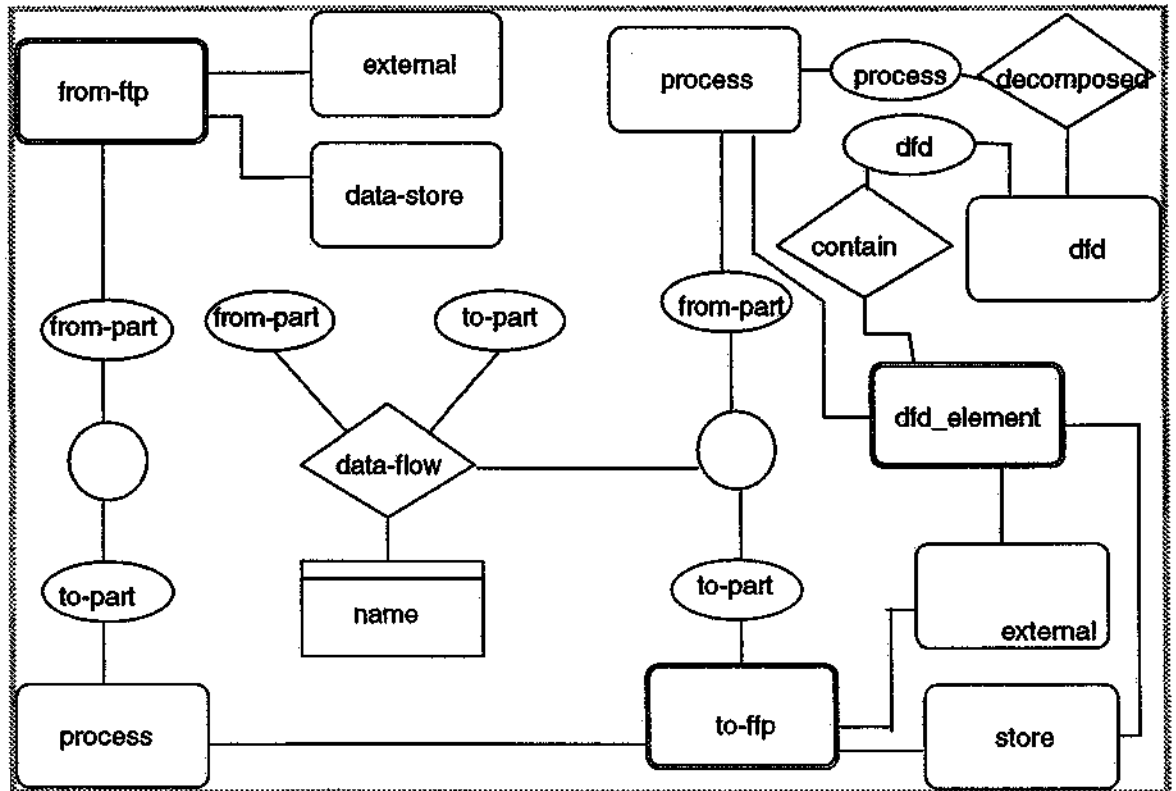 from-ftp
external
process
process
decomposed
data-store
dfd
contain
dfd
from-part
from-part
to-part
from-part
dfd_element
data-flow
to-part
name
to-part
external
process
to-ffp
store